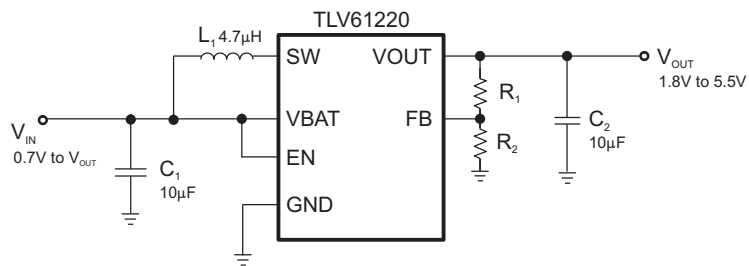 TLV61220
L1 4.7µH
SW
VOUT
VOUT
1.8V to 5.5V
R1
VBAT
FB
C2
10µF
VIN
0.7V to VOUT
C1
10µF
EN
R2
GND